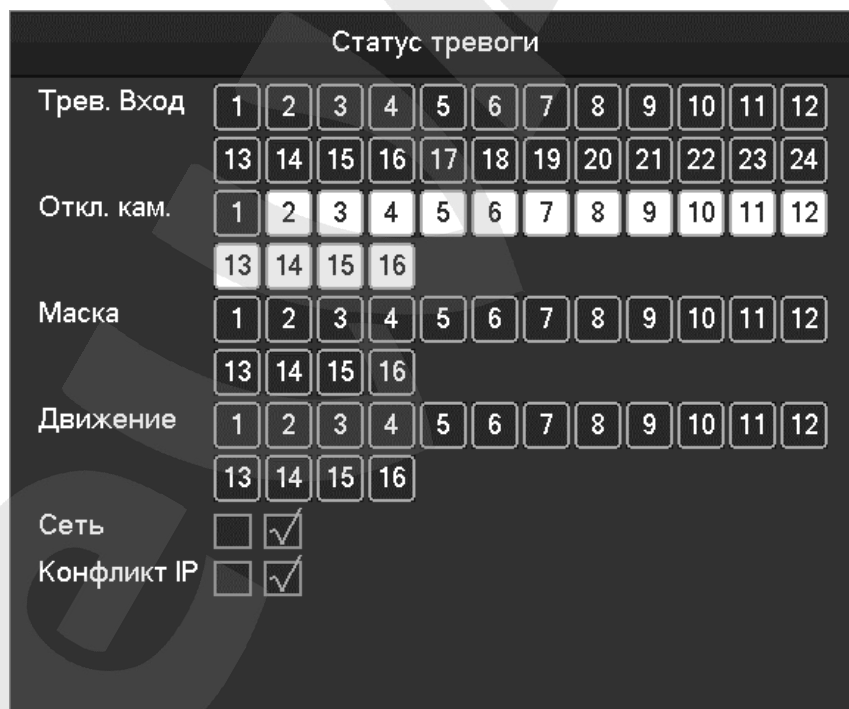 Статус тревоги
Трев. Вход 1 2 3 4 5 6 7 8 9 10 11 12
13 14 15 16 17 18 19 20 21 22 23 24
Откл. кам. 1 2 3 4 5 6 7 8 9 10 11 12
13 14 15 16
Маска 1 2 3 4 5 6 7 8 9 10 11 12
13 14 15 16
Движение 1 2 3 4 5 6 7 8 9 10 11 12
13 14 15 16
Сеть
Конфликт IP